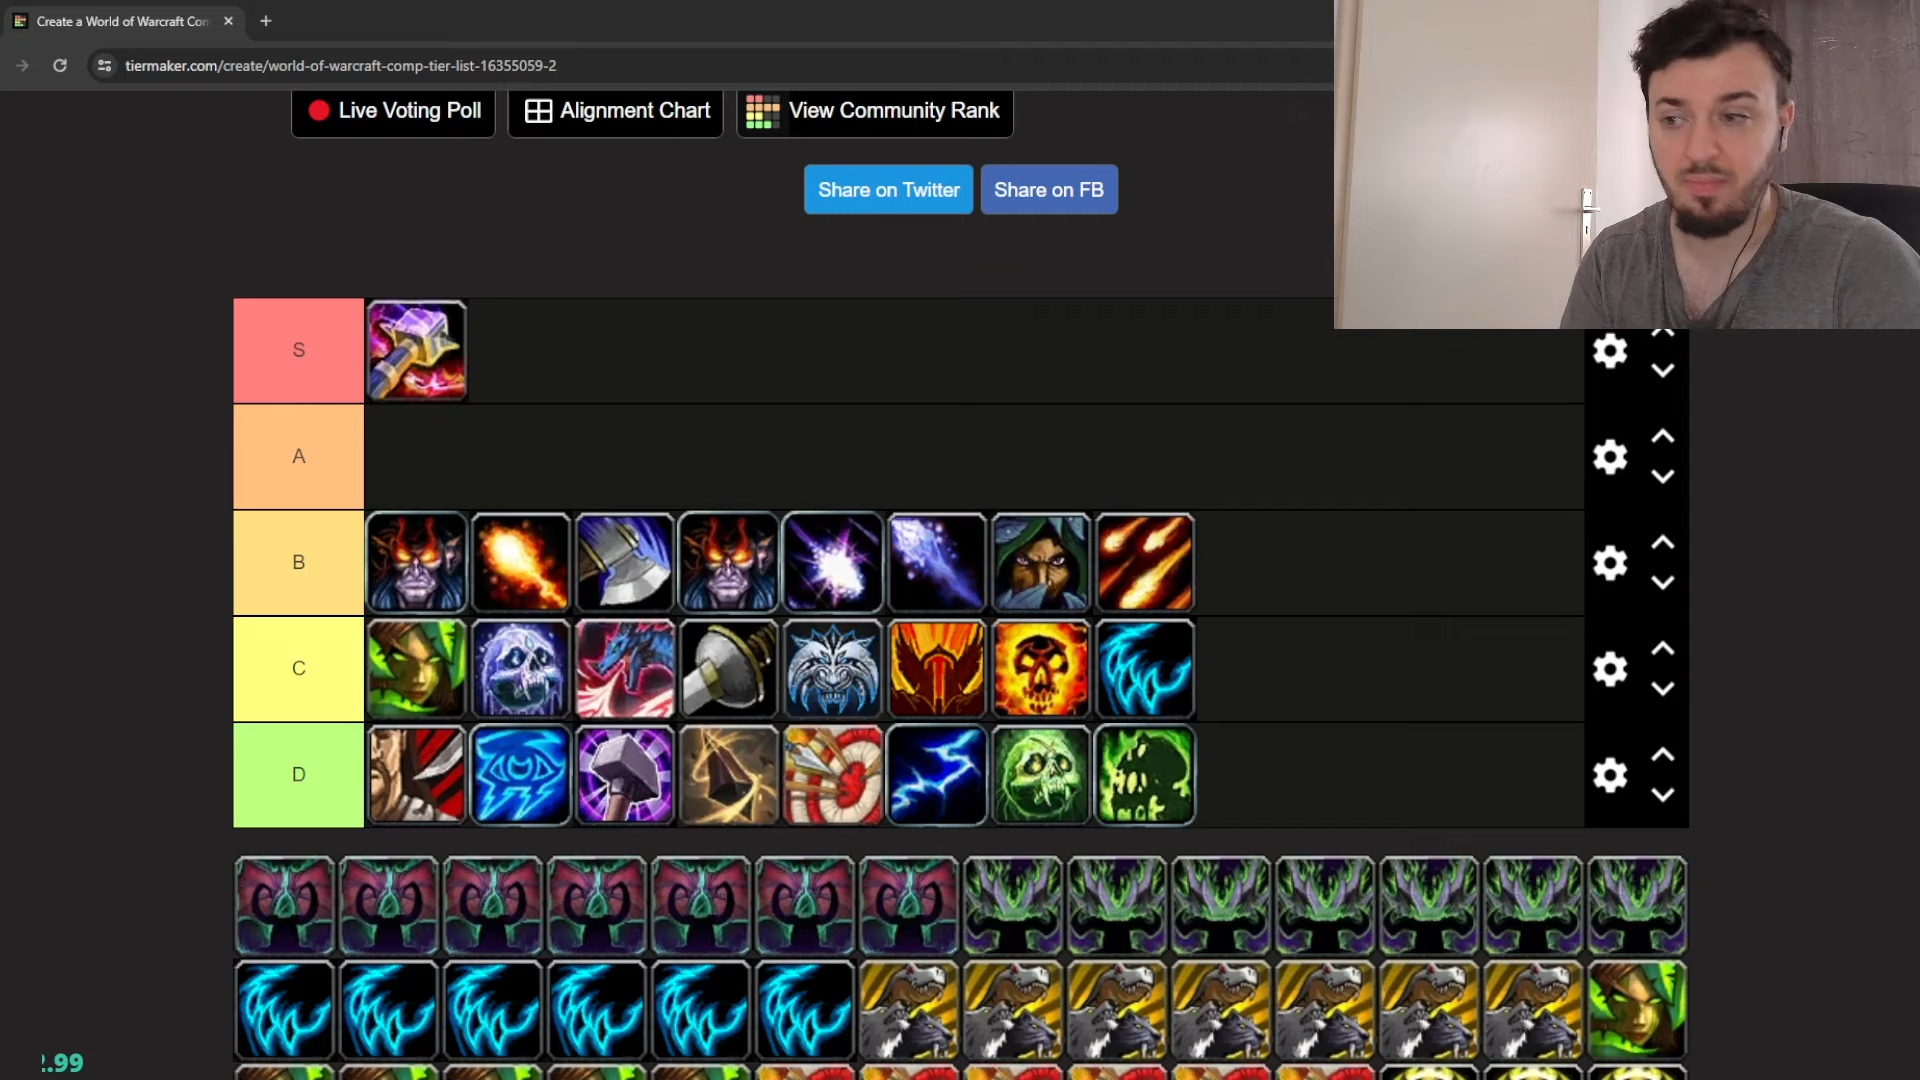 Create a World of Warcraft Com
tiermaker.com/create/world-of-warcraft-comp-tier-list-16355059-2
Live Voting Poll
Alignment Chart
View Community Rank
Share on Twitter
Share on FB
S
A
B
C
D
.99